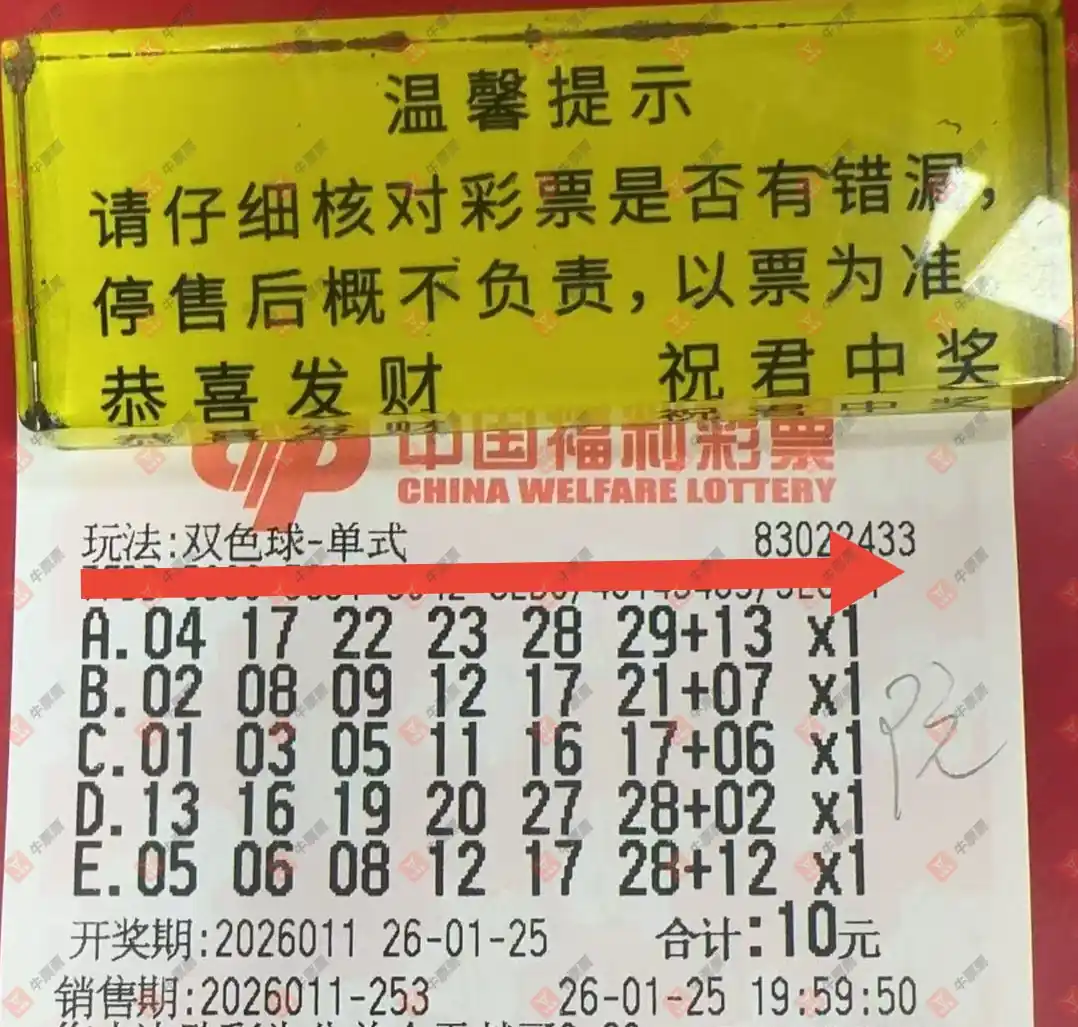 温馨提示
请仔细核对彩票是否有错漏，
停售后概不负责，以票为准
恭喜发财 祝君中奖
中国福利彩票
CHINA WELFARE LOTTERY
玩法:双色球-单式 83022433
A.04 17 22 23 28 29+13 x1
B.02 08 09 12 17 21+07 x1
C.01 03 05 11 16 17+06 x1
D.13 16 19 20 27 28+02 x1
E.05 06 08 12 17 28+12 x1
开奖期:2026011 26-01-25 合计:10元
销售期:2026011-253 26-01-25 19:59:50
牛票票